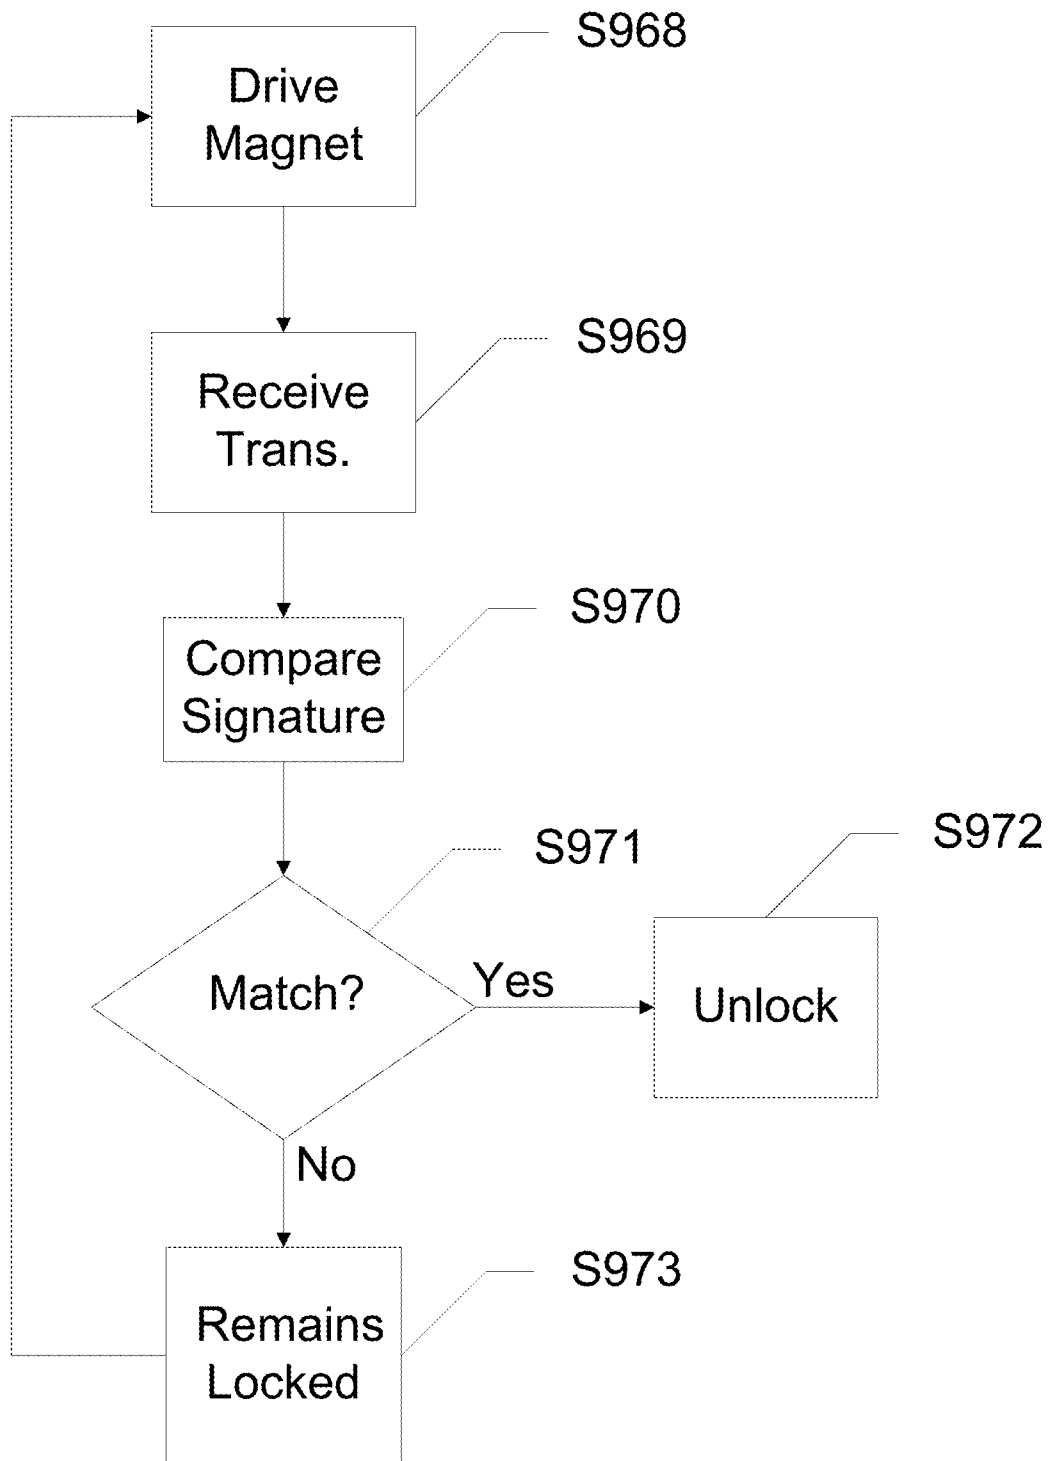 S968
Drive
Magnet
S969
Receive
Trans.
S970
Compare
Signature
S971
S972
Match?
Yes
Unlock
No
S973
Remains
Locked